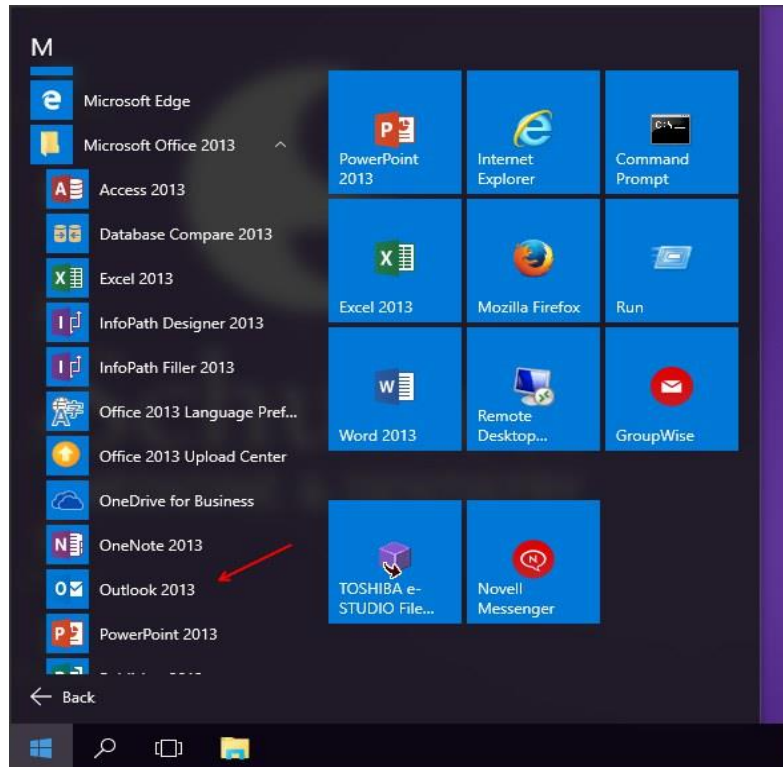 M
Microsoft Edge
Microsoft Office 2013
Access 2013
Database Compare 2013
Excel 2013
InfoPath Designer 2013
InfoPath Filler 2013
Office 2013 Language Pref...
Office 2013 Upload Center
OneDrive for Business
OneNote 2013
Outlook 2013
PowerPoint 2013
Back
PowerPoint
2013
Internet
Explorer
C:\_
Command
Prompt
Excel 2013
Mozilla Firefox
Run
Word 2013
Remote
Desktop...
GroupWise
TOSHIBA e-
STUDIO File...
Novell
Messenger